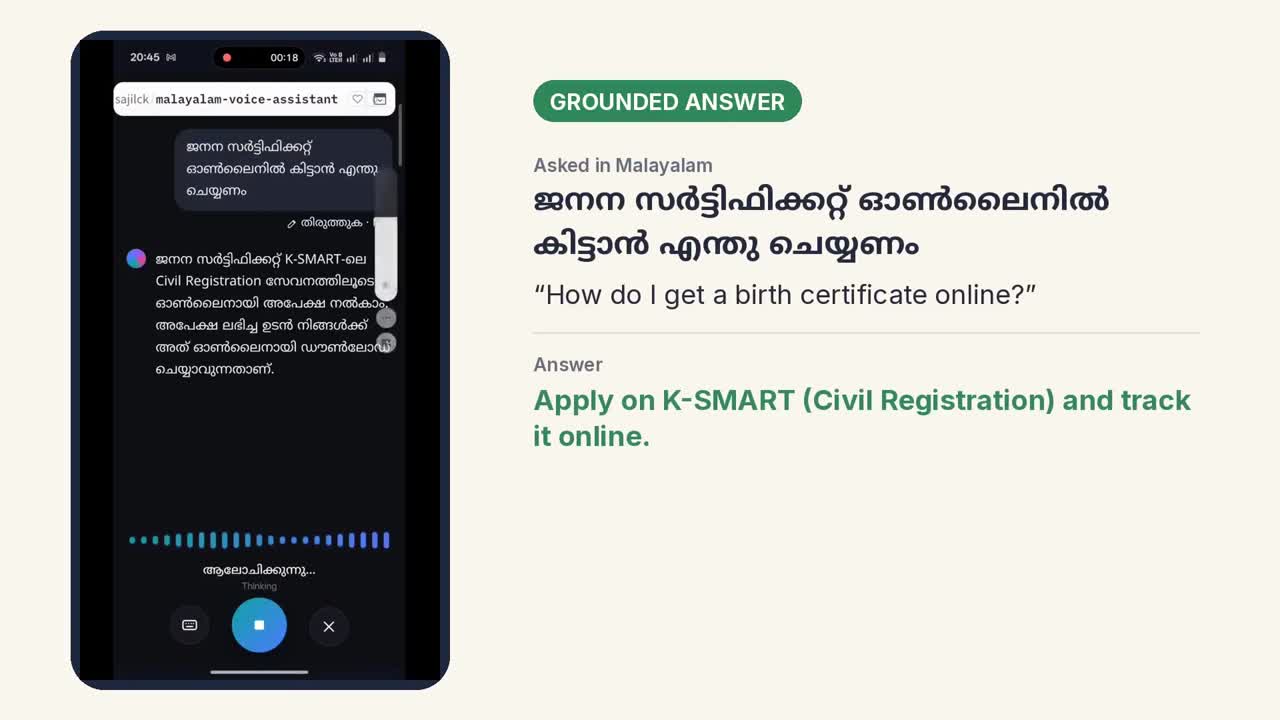 20:45
00:18
Vo LTE
sajilck malayalam-voice-assistant
ജനന സർട്ടിഫിക്കറ്റ്
ഓൺലൈനിൽ കിട്ടാൻ എന്തു
ചെയ്യണം
തിരുത്തുക ·
ജനന സർട്ടിഫിക്കറ്റ് K-SMART-ലെ
Civil Registration സേവനത്തിലൂടെ
ഓൺലൈനായി അപേക്ഷ നൽകാം.
അപേക്ഷ ലഭിച്ച ഉടൻ നിങ്ങൾക്ക്
അത് ഓൺലൈനായി ഡൗൺലോഡ്
ചെയ്യാവുന്നതാണ്.
ആലോചിക്കുന്നു...
Thinking
GROUNDED ANSWER
Asked in Malayalam
ജനന സർട്ടിഫിക്കറ്റ് ഓൺലൈനിൽ
കിട്ടാൻ എന്തു ചെയ്യണം
“How do I get a birth certificate online?”
Answer
Apply on K-SMART (Civil Registration) and track
it online.